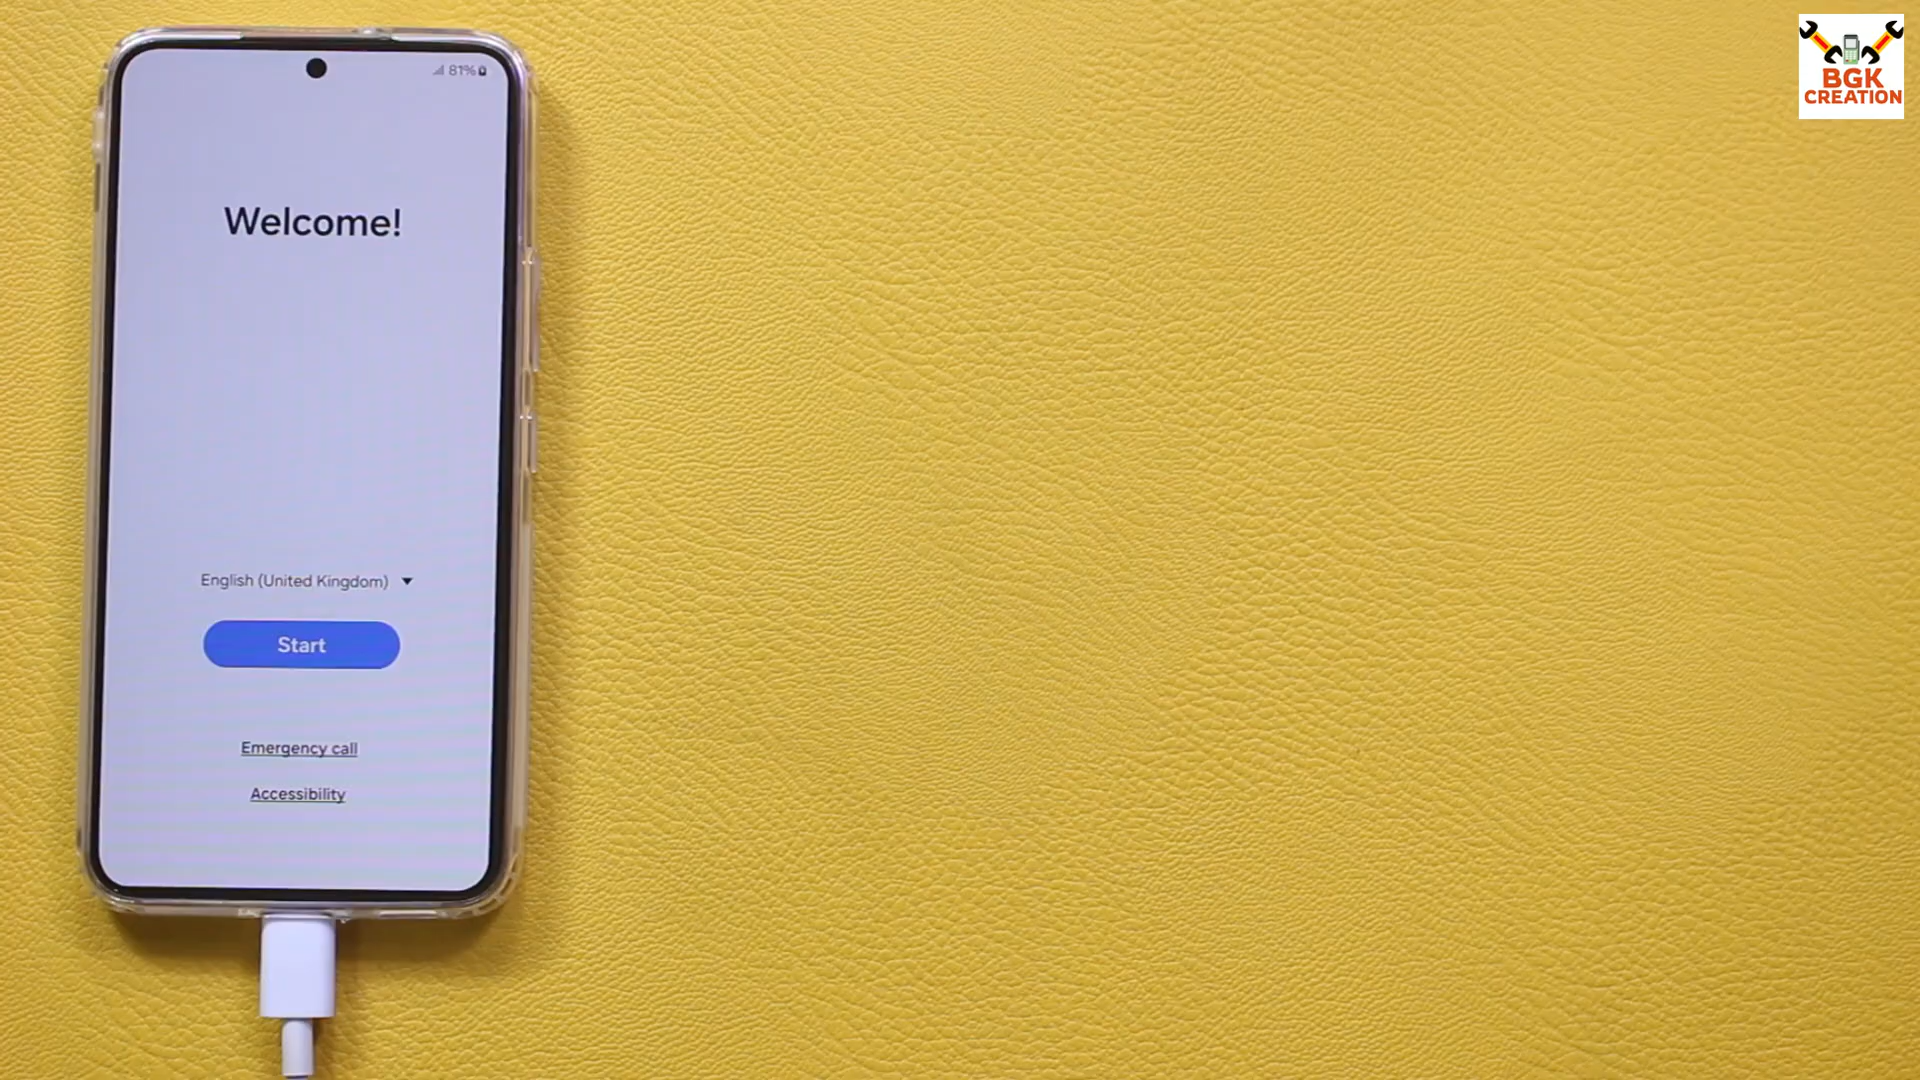 81%
Welcome!
English (United Kingdom)
Start
Emergency call
Accessibility
BGK
CREATION